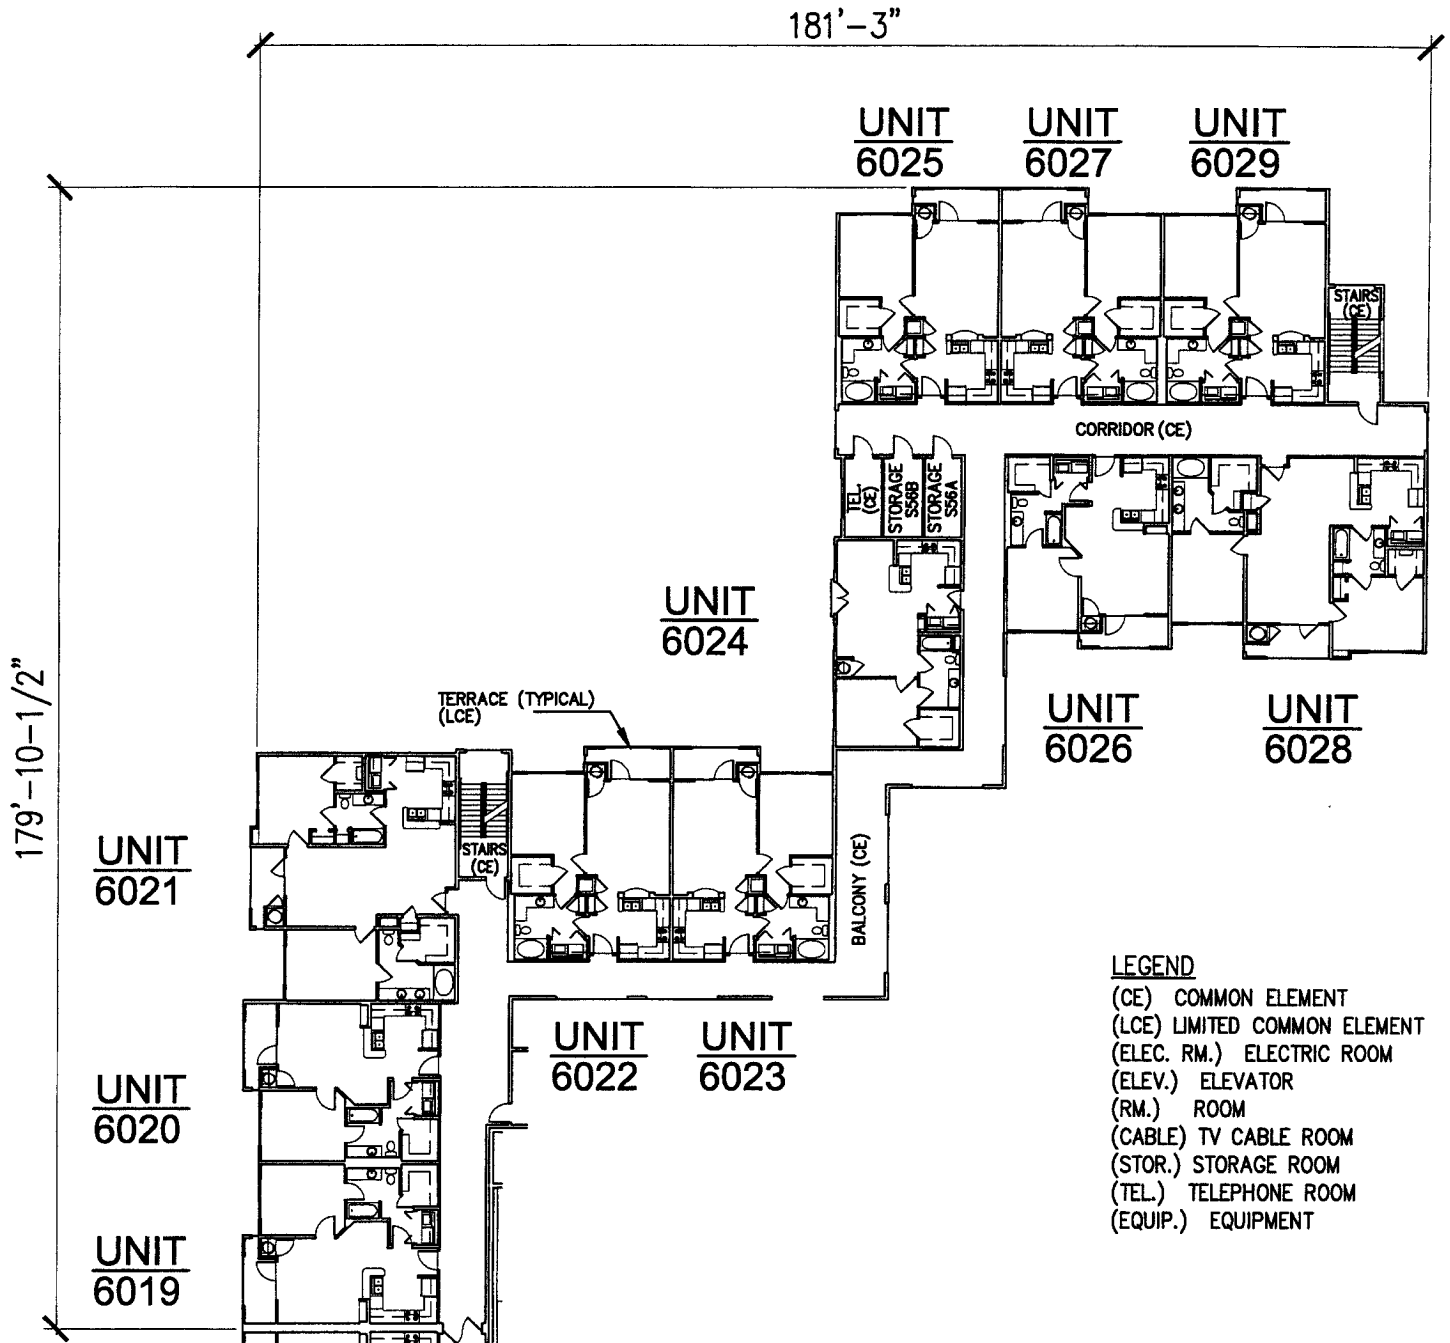 181'-3"
UNIT
6025
UNIT
6027
UNIT
6029
STAIRS
(CE)
CORRIDOR (CE)
TEL.
(CE)
STORAGE
S56B
STORAGE
S56A
UNIT
6024
179'-10-1/2"
TERRACE (TYPICAL)
(LCE)
UNIT
6026
UNIT
6028
UNIT
6021
STAIRS
(CE)
BALCONY (CE)
UNIT
6022
UNIT
6023
UNIT
6020
UNIT
6019
LEGEND
(CE) COMMON ELEMENT
(LCE) LIMITED COMMON ELEMENT
(ELEC. RM.) ELECTRIC ROOM
(ELEV.) ELEVATOR
(RM.) ROOM
(CABLE) TV CABLE ROOM
(STOR.) STORAGE ROOM
(TEL.) TELEPHONE ROOM
(EQUIP.) EQUIPMENT